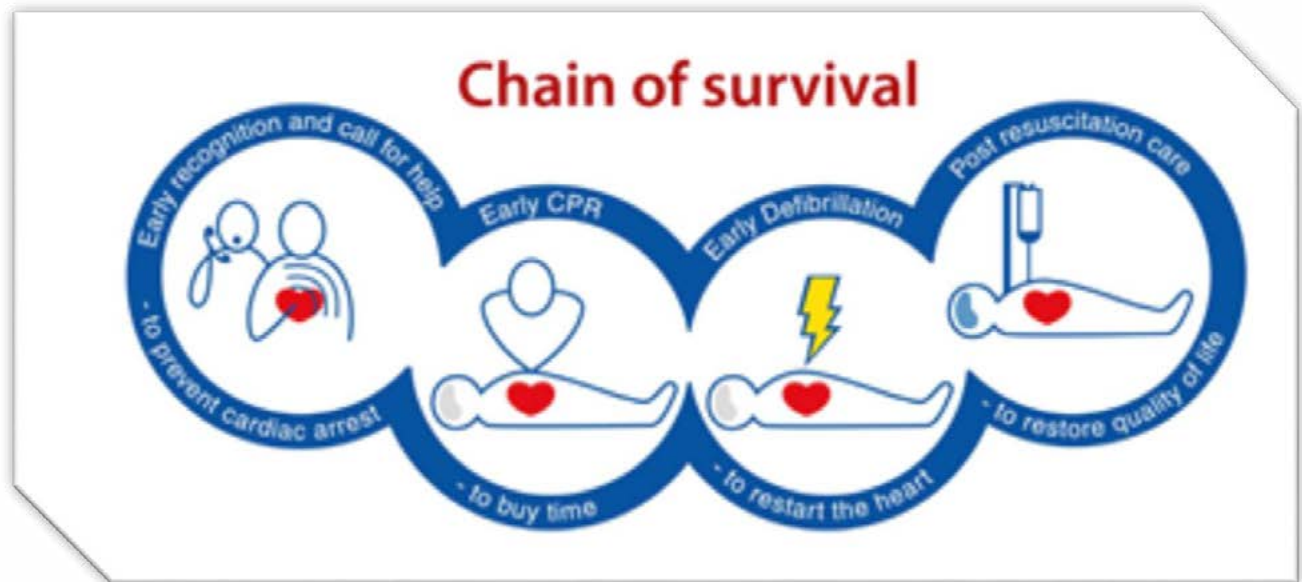 Chain of survival
Early recognition and call for help
- to prevent cardiac arrest
Early CPR
- to buy time
Early Defibrillation
- to restart the heart
Post resuscitation care
- to restore quality of life